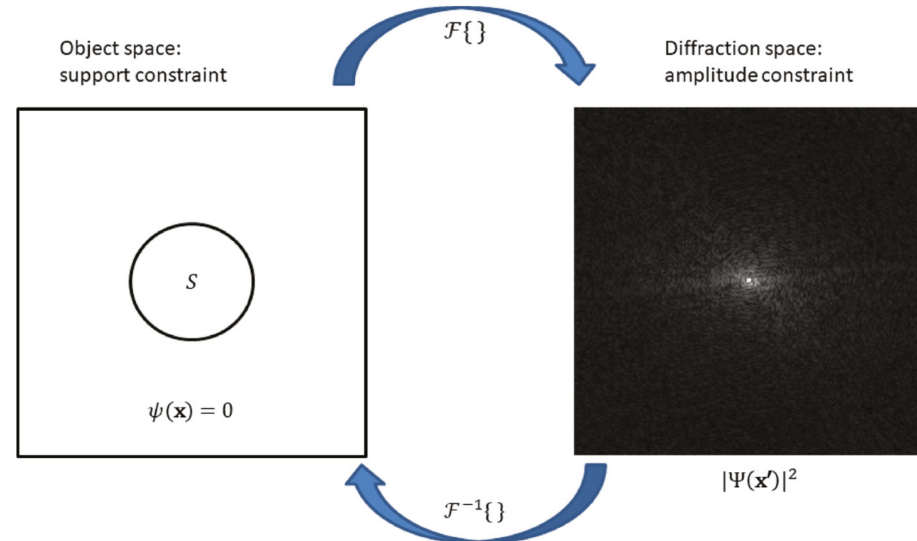 Object space:
support constraint
ℱ{ }
Diffraction space:
amplitude constraint
S
ψ(x) = 0
|Ψ(x′)|²
ℱ⁻¹{ }